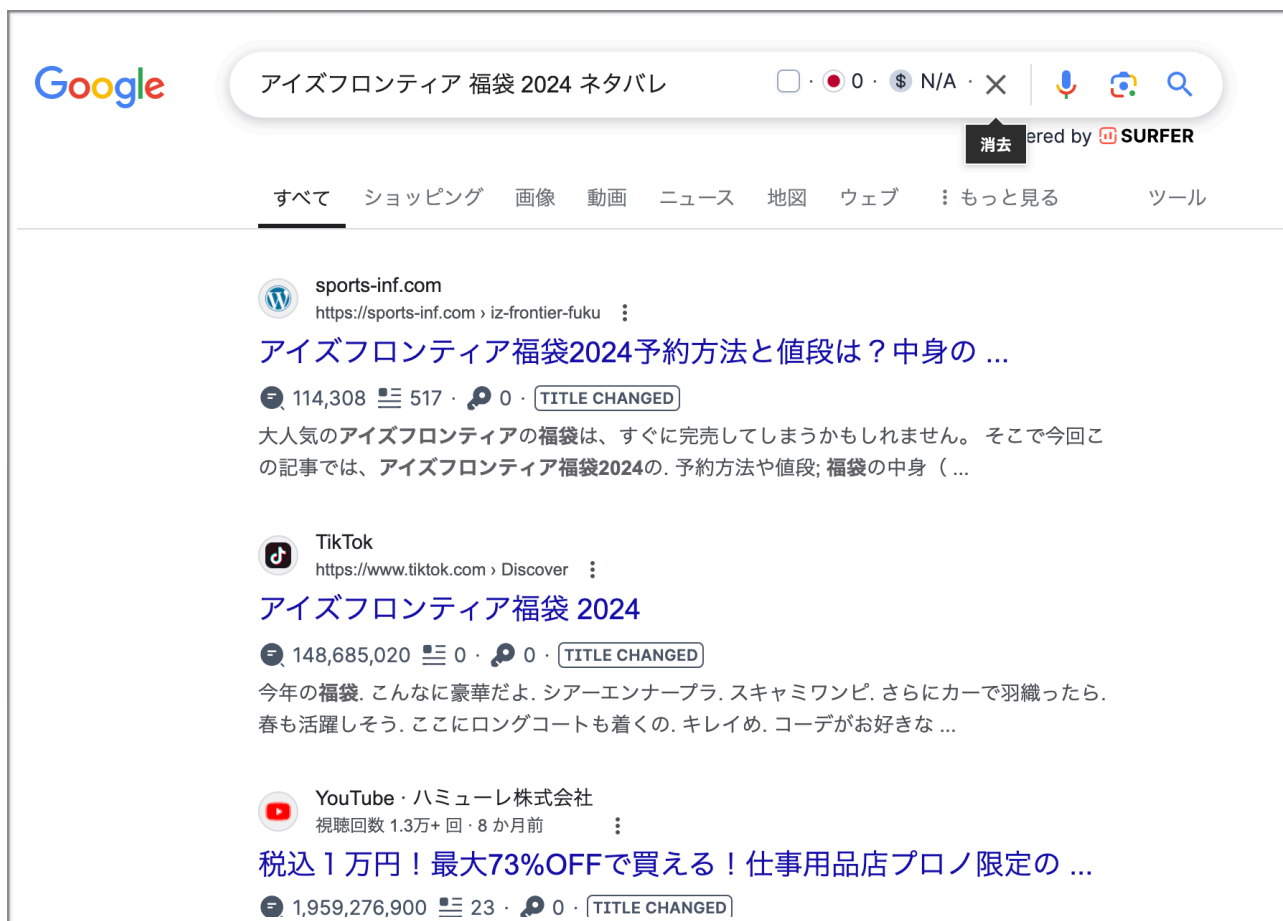 Google
アイズフロンティア 福袋 2024 ネタバレ
0 · $ N/A ·
消去
ered by SURFER
すべて ショッピング 画像 動画 ニュース 地図 ウェブ もっと見る ツール
sports-inf.com
https://sports-inf.com › iz-frontier-fuku
アイズフロンティア福袋2024予約方法と値段は？中身の ...
114,308 517 · 0 · TITLE CHANGED
大人気のアイズフロンティアの福袋は、すぐに完売してしまうかもしれません。 そこで今回こ
の記事では、アイズフロンティア福袋2024の. 予約方法や値段; 福袋の中身（ ...
TikTok
https://www.tiktok.com › Discover
アイズフロンティア福袋 2024
148,685,020 0 · 0 · TITLE CHANGED
今年の福袋. こんなに豪華だよ. シアーエンナープラ. スキャミワンピ. さらにカーで羽織ったら.
春も活躍しそう. ここにロングコートも着くの. キレイめ. コーデがお好きな ...
YouTube · ハミューレ株式会社
視聴回数 1.3万+ 回 · 8 か月前
税込１万円！最大73%OFFで買える！仕事用品店プロノ限定の ...
1,959,276,900 23 · 0 · TITLE CHANGED